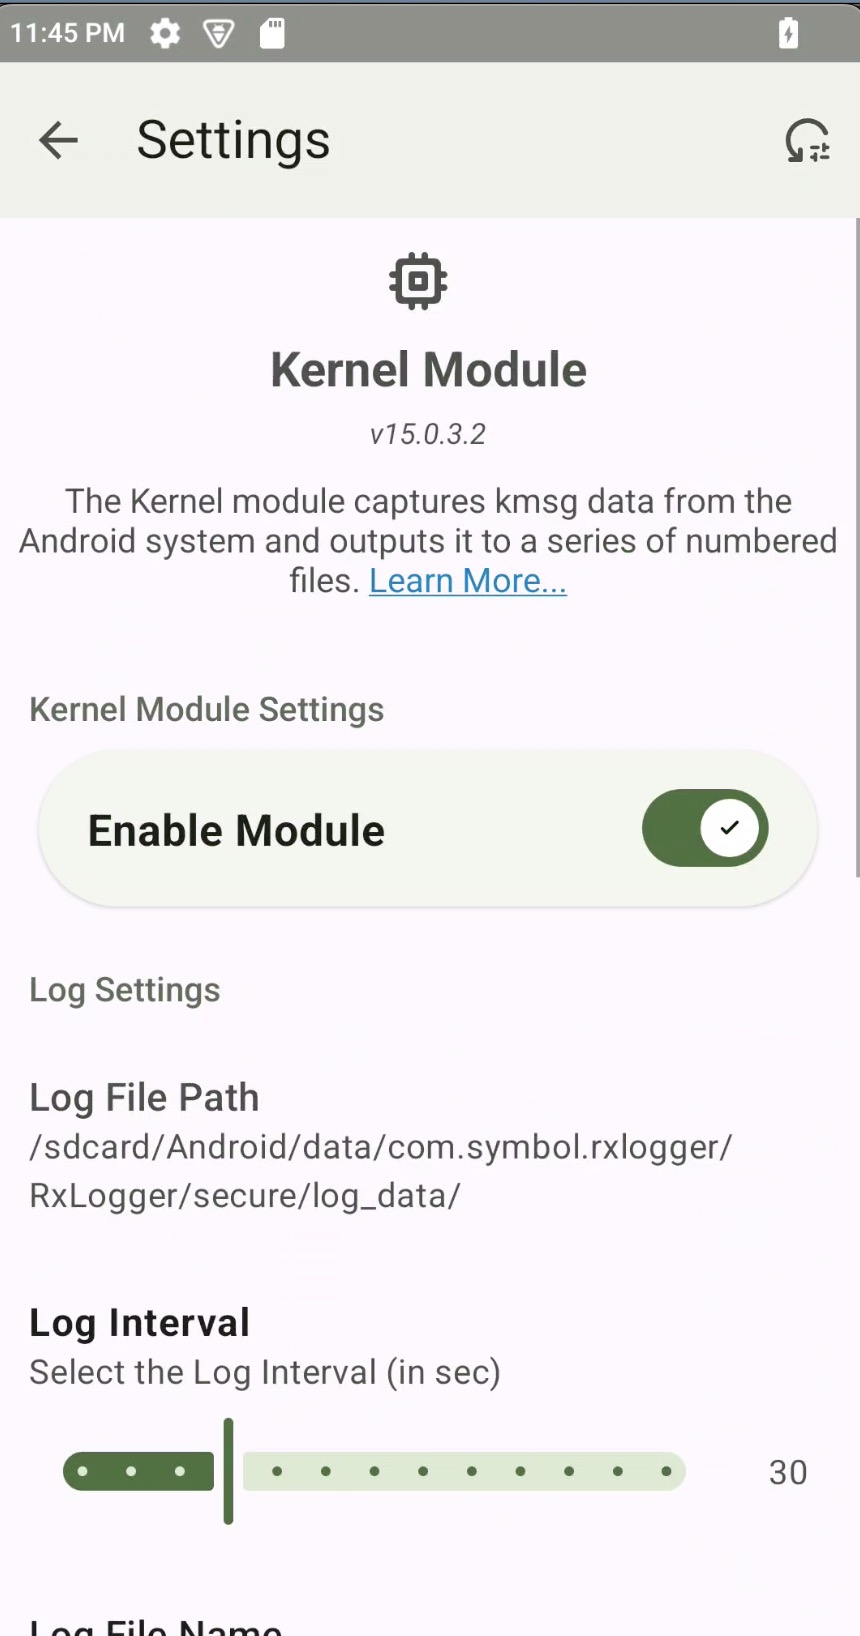 11:45 PM
Settings
Kernel Module
v15.0.3.2
The Kernel module captures kmsg data from the
Android system and outputs it to a series of numbered
files. Learn More...
Kernel Module Settings
Enable Module
Log Settings
Log File Path
/sdcard/Android/data/com.symbol.rxlogger/
RxLogger/secure/log_data/
Log Interval
Select the Log Interval (in sec)
30
Log File Name